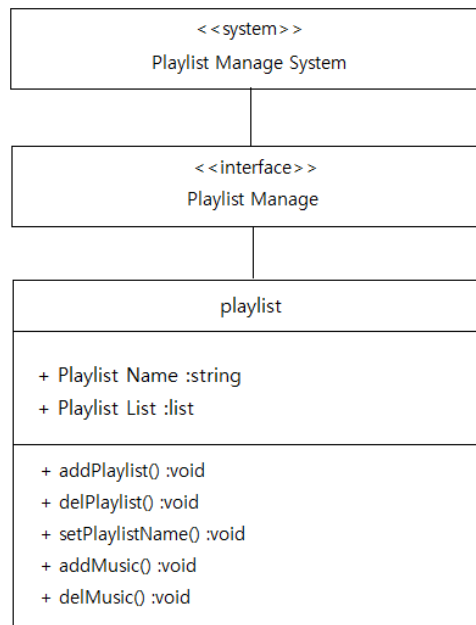 <<system>>
Playlist Manage System
<<interface>>
Playlist Manage
playlist
+ Playlist Name :string
+ Playlist List :list
+ addPlaylist() :void
+ delPlaylist() :void
+ setPlaylistName() :void
+ addMusic() :void
+ delMusic() :void